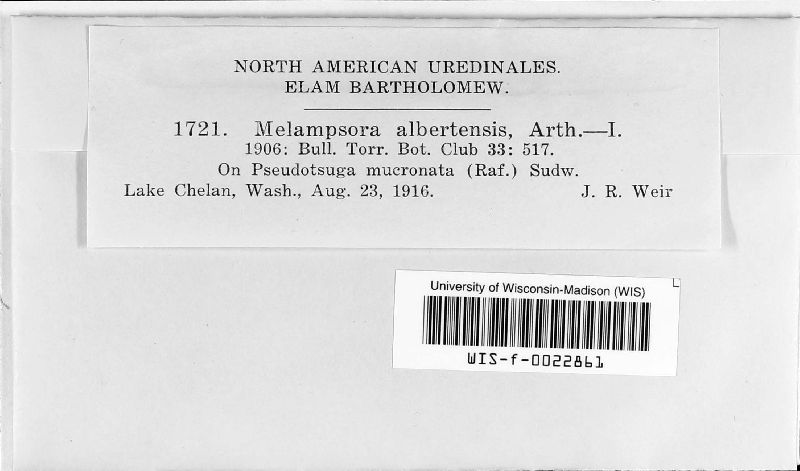 NORTH AMERICAN UREDINALES.
ELAM BARTHOLOMEW.
1721. Melampsora albertensis, Arth.—I.
1906: Bull. Torr. Bot. Club 33: 517.
On Pseudotsuga mucronata (Raf.) Sudw.
Lake Chelan, Wash., Aug. 23, 1916. J. R. Weir
University of Wisconsin-Madison (WIS)
WIS-f-0022861